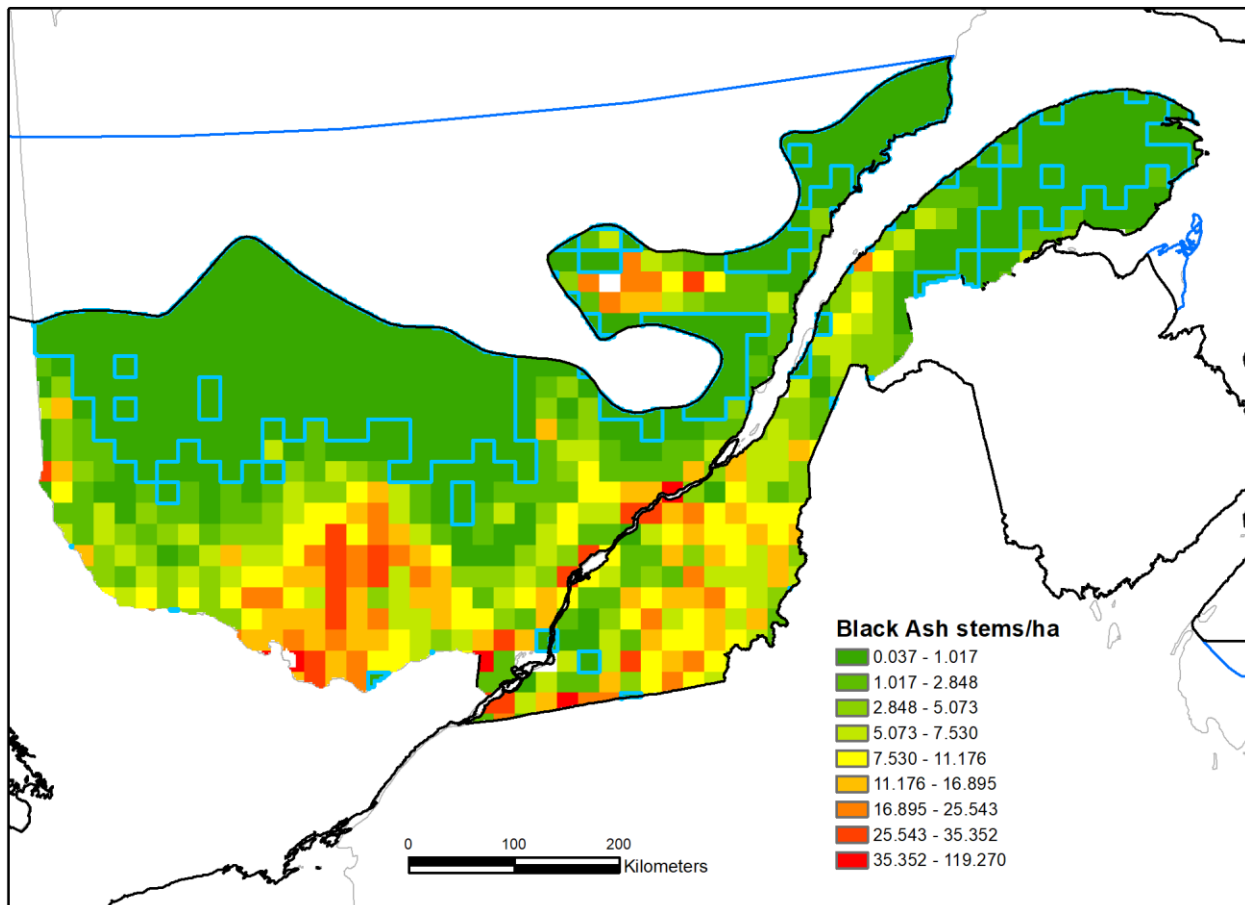 Black Ash stems/ha
0.037 - 1.017
1.017 - 2.848
2.848 - 5.073
5.073 - 7.530
7.530 - 11.176
11.176 - 16.895
16.895 - 25.543
25.543 - 35.352
35.352 - 119.270
0 100 200
Kilometers